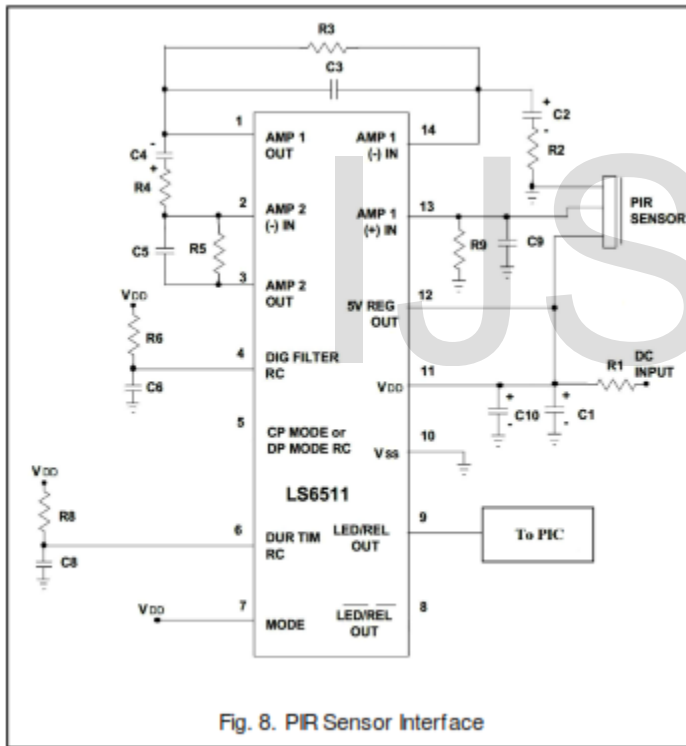 R3
C3
1
AMP 1
OUT
AMP 1
(-) IN
14
+
C2
-
R2
C4
-
+
R4
2
AMP 2
(-) IN
C5
R5
3
AMP 2
OUT
13
AMP 1
(+) IN
R9
C9
PIR
SENSOR
IJS
12
5V REG
OUT
VDD
R6
4
DIG FILTER
RC
C6
11
VDD
R1
DC
INPUT
+
C10
-
+
C1
-
5
CP MODE or
DP MODE RC
10
VSS
LS6511
VDD
R8
6
DUR TIM
RC
C8
9
LED/REL
OUT
To PIC
VDD
7
MODE
8
LED/REL
OUT
Fig. 8. PIR Sensor Interface